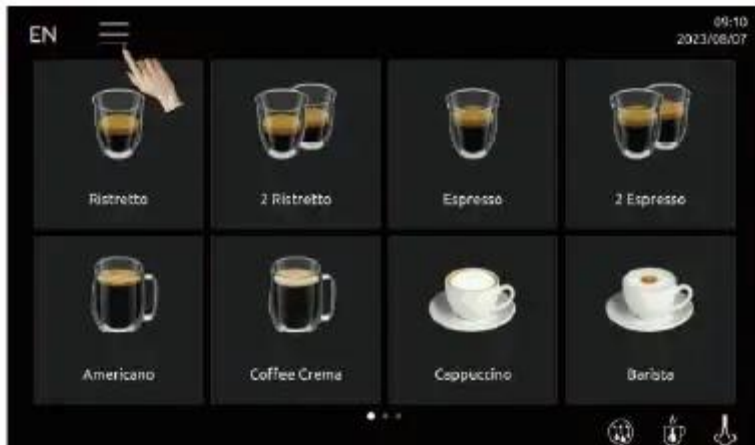 EN
09:10
2023/08/07
Ristretto
2 Ristretto
Espresso
2 Espresso
Americano
Coffee Crema
Cappuccino
Barista